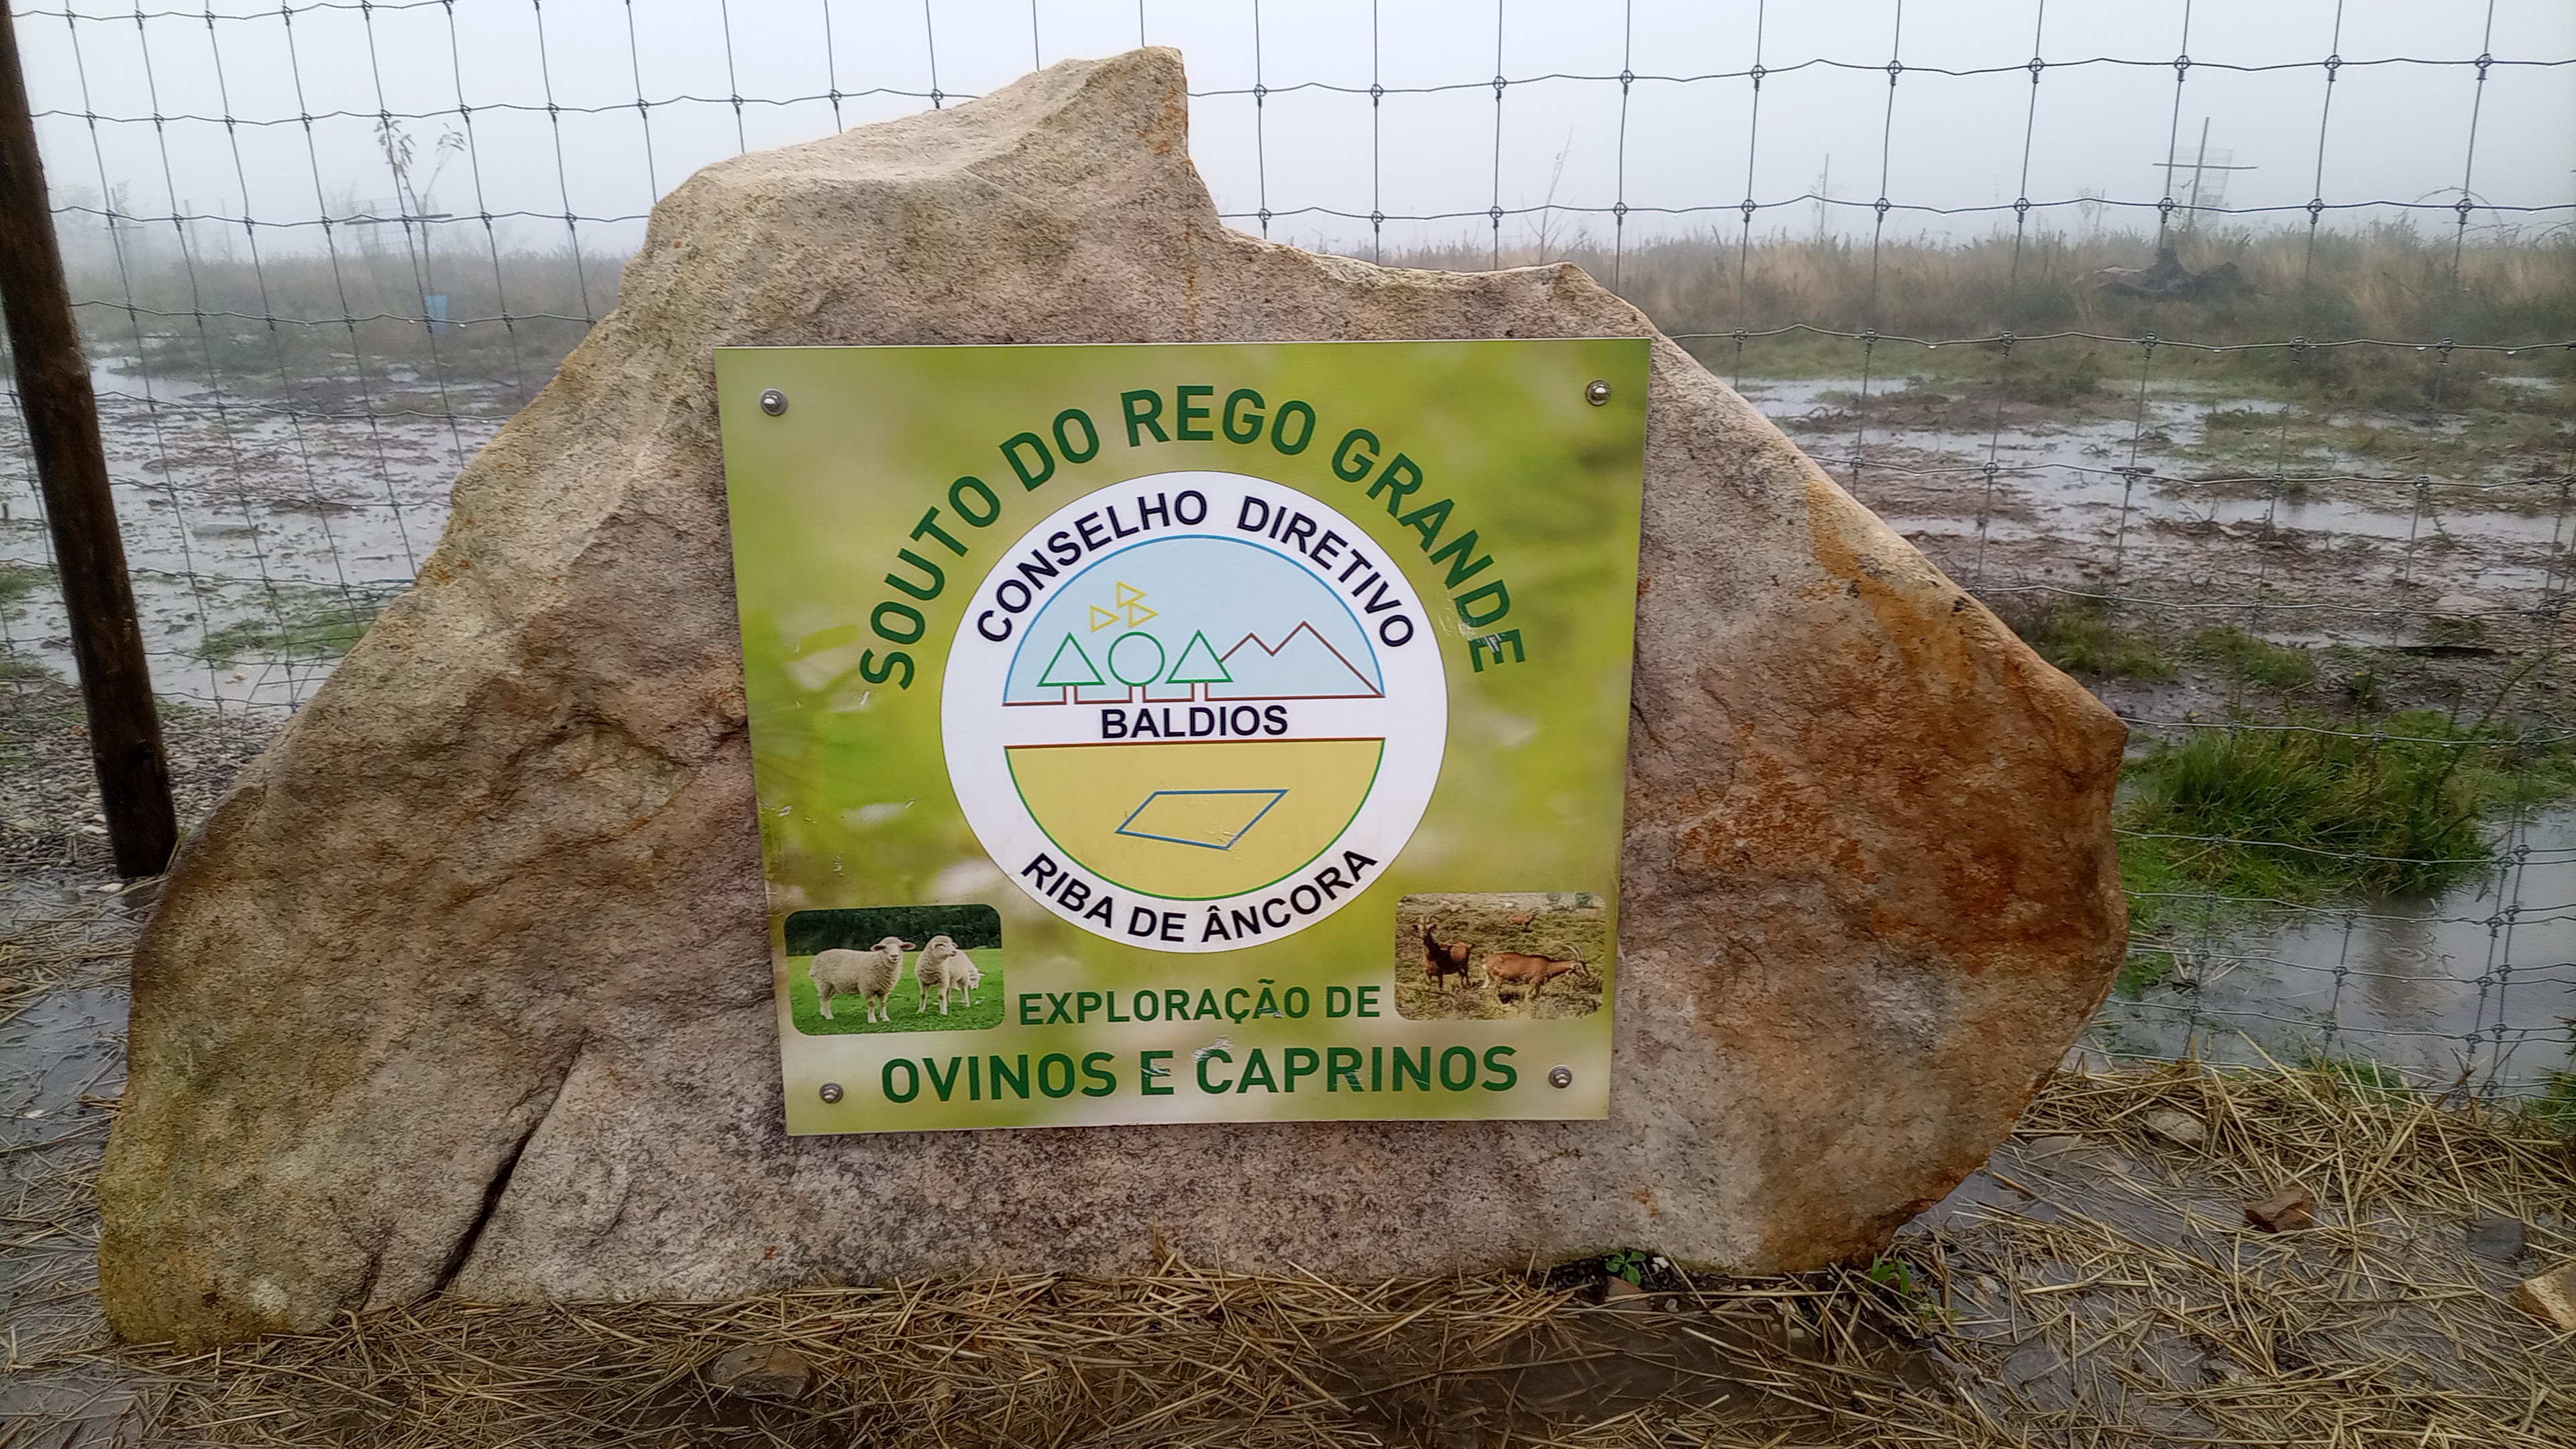 SOUTO DO REGO GRANDE
CONSELHO DIRETIVO
BALDIOS
RIBA DE ÂNCORA
EXPLORAÇÃO DE
OVINOS E CAPRINOS